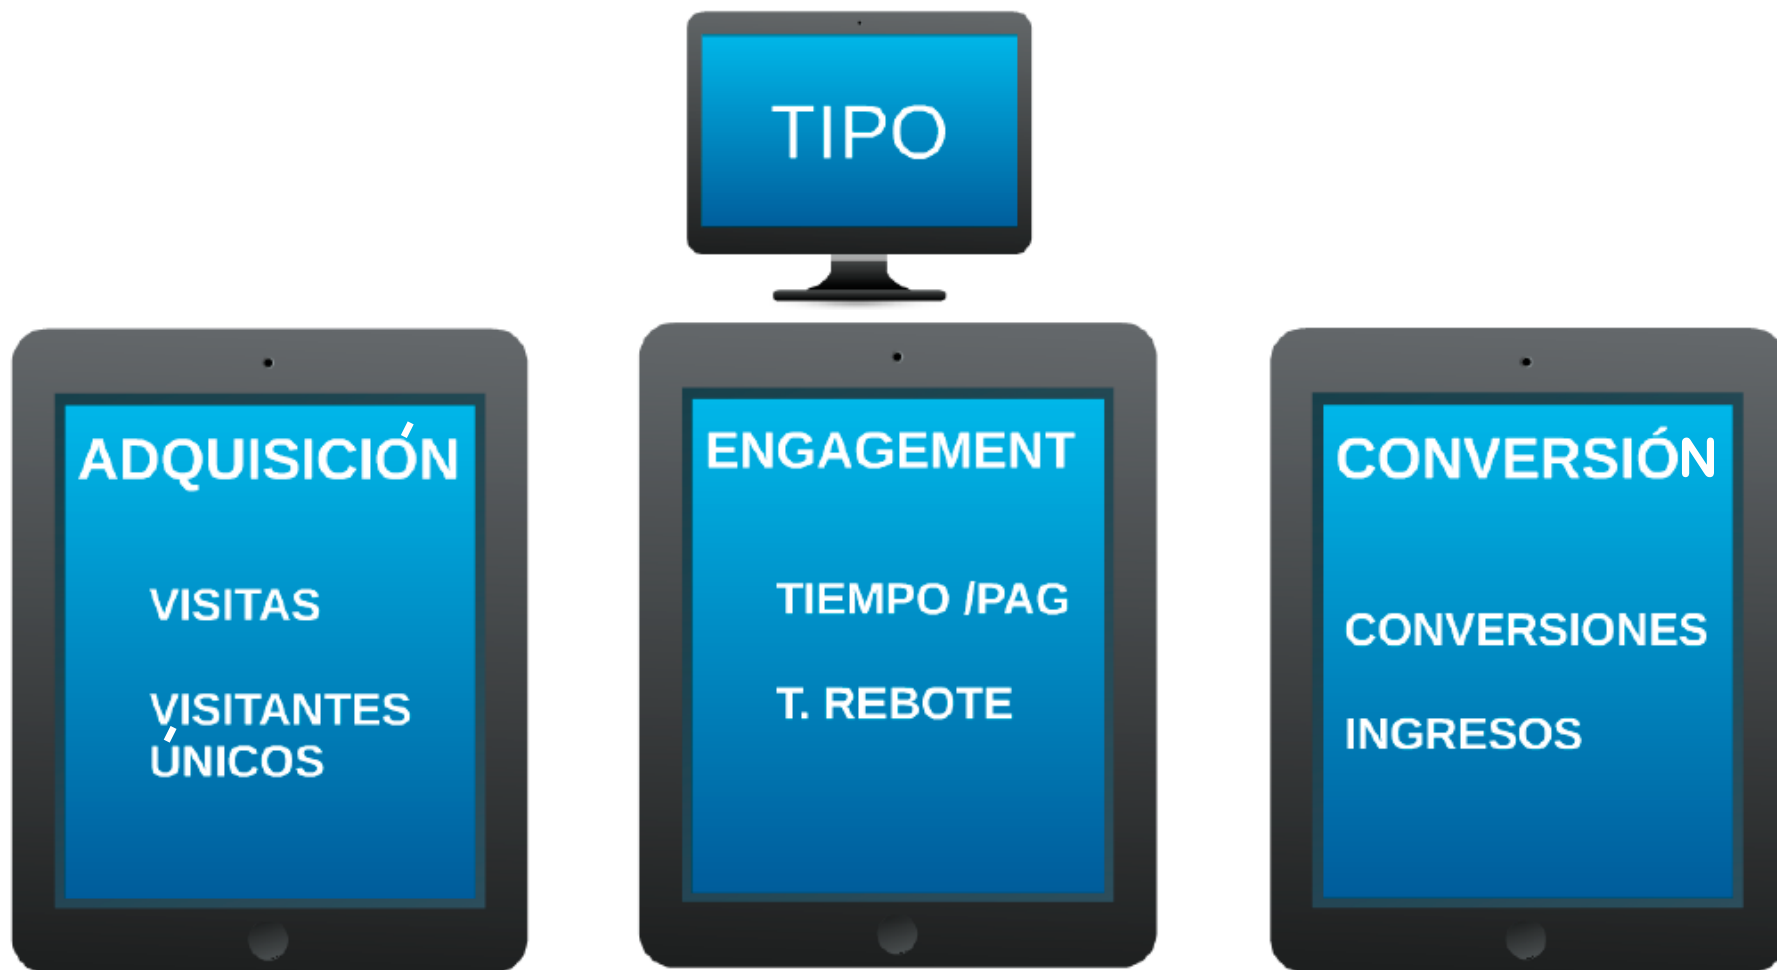 TIPO
ADQUISICIÓN
VISITAS
VISITANTES
ÚNICOS
ENGAGEMENT
TIEMPO /PAG
T. REBOTE
CONVERSIÓN
CONVERSIONES
INGRESOS